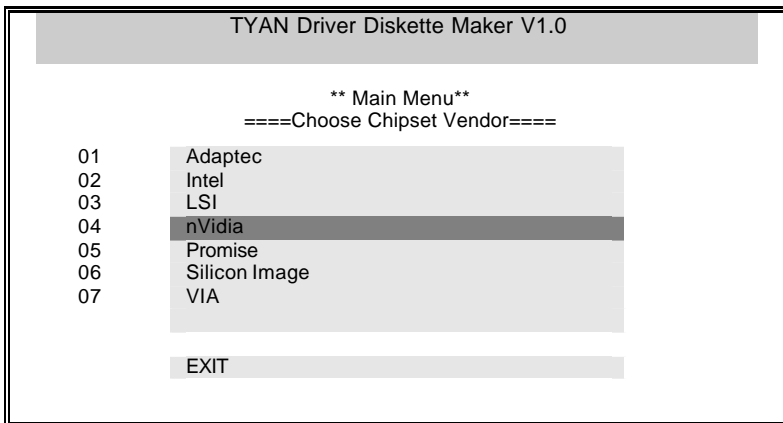 TYAN Driver Diskette Maker V1.0
** Main Menu**
====Choose Chipset Vendor====
01 Adaptec
02 Intel
03 LSI
04 nVidia
05 Promise
06 Silicon Image
07 VIA
EXIT